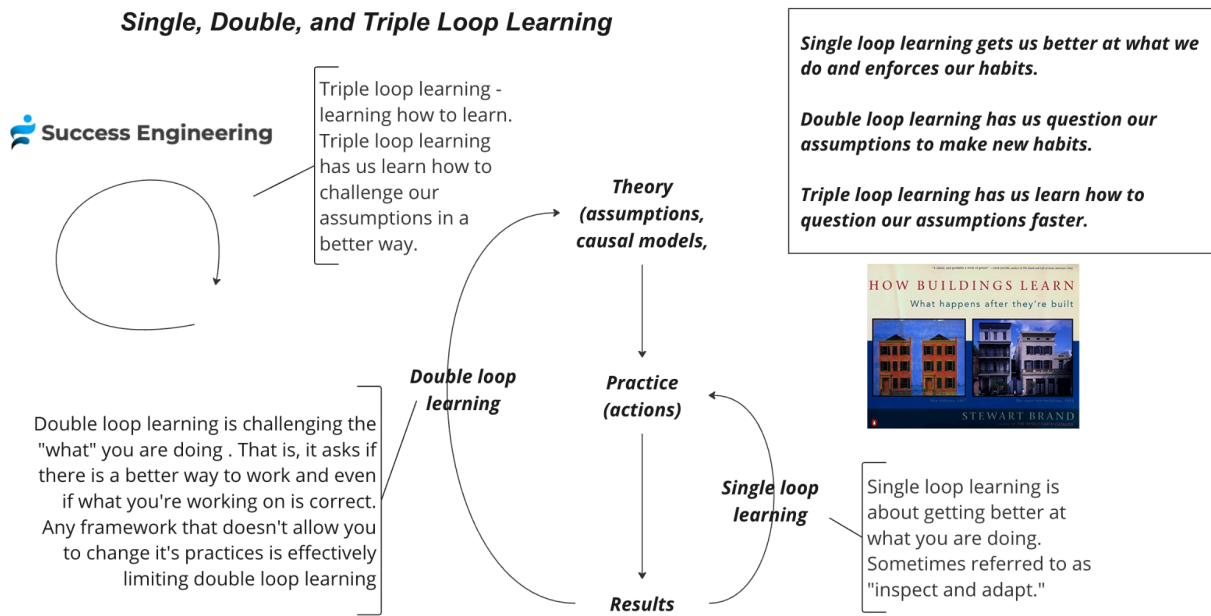 Single, Double, and Triple Loop Learning
Single loop learning gets us better at what we
do and enforces our habits.
Double loop learning has us question our
assumptions to make new habits.
Triple loop learning has us learn how to
question our assumptions faster.
Success Engineering
Triple loop learning -
learning how to learn.
Triple loop learning
has us learn how to
challenge our
assumptions in a
better way.
Theory
(assumptions,
causal models,
HOW BUILDINGS LEARN
What happens after they're built
STEWART BRAND
Double loop
learning
Practice
(actions)
Double loop learning is challenging the
"what" you are doing . That is, it asks if
there is a better way to work and even
if what you're working on is correct.
Any framework that doesn't allow you
to change it's practices is effectively
limiting double loop learning
Single loop
learning
Single loop learning is
about getting better at
what you are doing.
Sometimes referred to as
"inspect and adapt."
Results